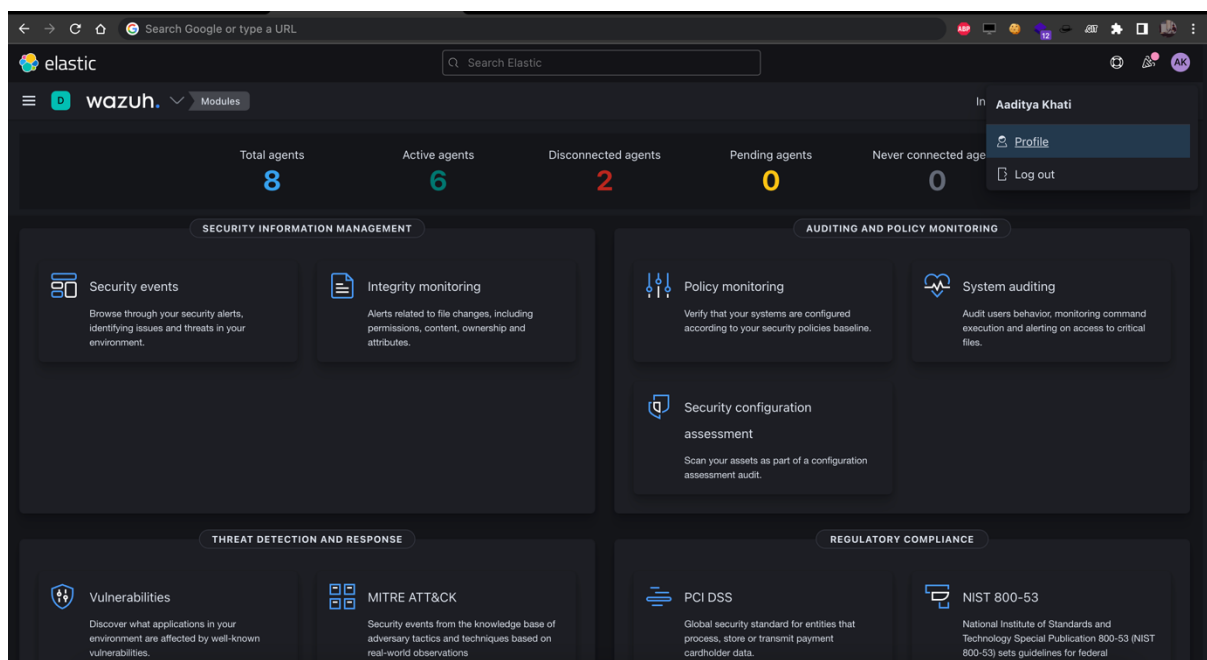 Search Google or type a URL
ABP
12
elastic
Search Elastic
AK
D wazuh. Modules
In
Aaditya Khati
Profile
Log out
Total agents
8
Active agents
6
Disconnected agents
2
Pending agents
0
Never connected age
0
SECURITY INFORMATION MANAGEMENT
Security events
Browse through your security alerts,
identifying issues and threats in your
environment.
Integrity monitoring
Alerts related to file changes, including
permissions, content, ownership and
attributes.
AUDITING AND POLICY MONITORING
Policy monitoring
Verify that your systems are configured
according to your security policies baseline.
System auditing
Audit users behavior, monitoring command
execution and alerting on access to critical
files.
Security configuration
assessment
Scan your assets as part of a configuration
assessment audit.
THREAT DETECTION AND RESPONSE
Vulnerabilities
Discover what applications in your
environment are affected by well-known
vulnerabilities.
MITRE ATT&CK
Security events from the knowledge base of
adversary tactics and techniques based on
real-world observations
REGULATORY COMPLIANCE
PCI DSS
Global security standard for entities that
process, store or transmit payment
cardholder data.
NIST 800-53
National Institute of Standards and
Technology Special Publication 800-53 (NIST
800-53) sets guidelines for federal